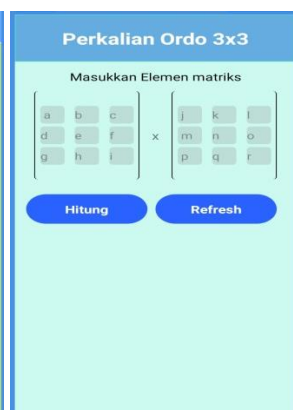 Perkalian Ordo 3x3
Masukkan Elemen matriks
a b c j k l
d e f x m n o
g h i p q r
Hitung Refresh